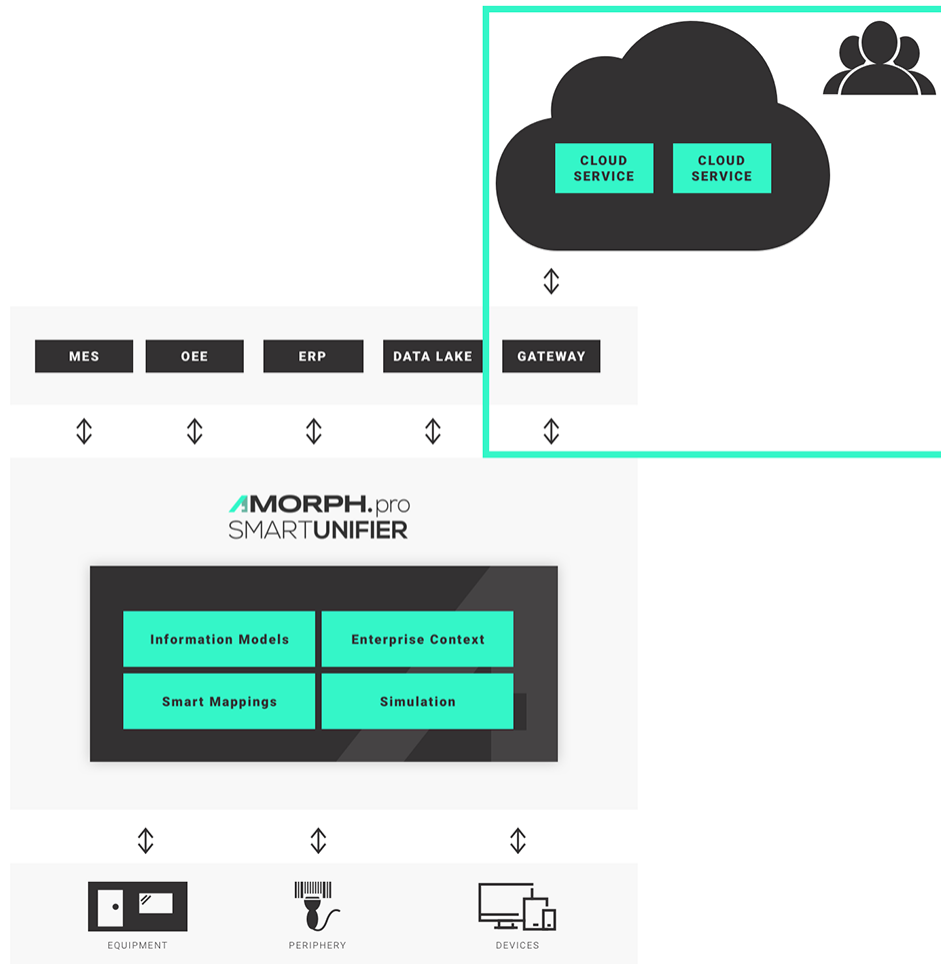 CLOUD
SERVICE
CLOUD
SERVICE
MES
OEE
ERP
DATA LAKE
GATEWAY
AMORPH.pro
SMARTUNIFIER
Information Models
Enterprise Context
Smart Mappings
Simulation
EQUIPMENT
PERIPHERY
DEVICES